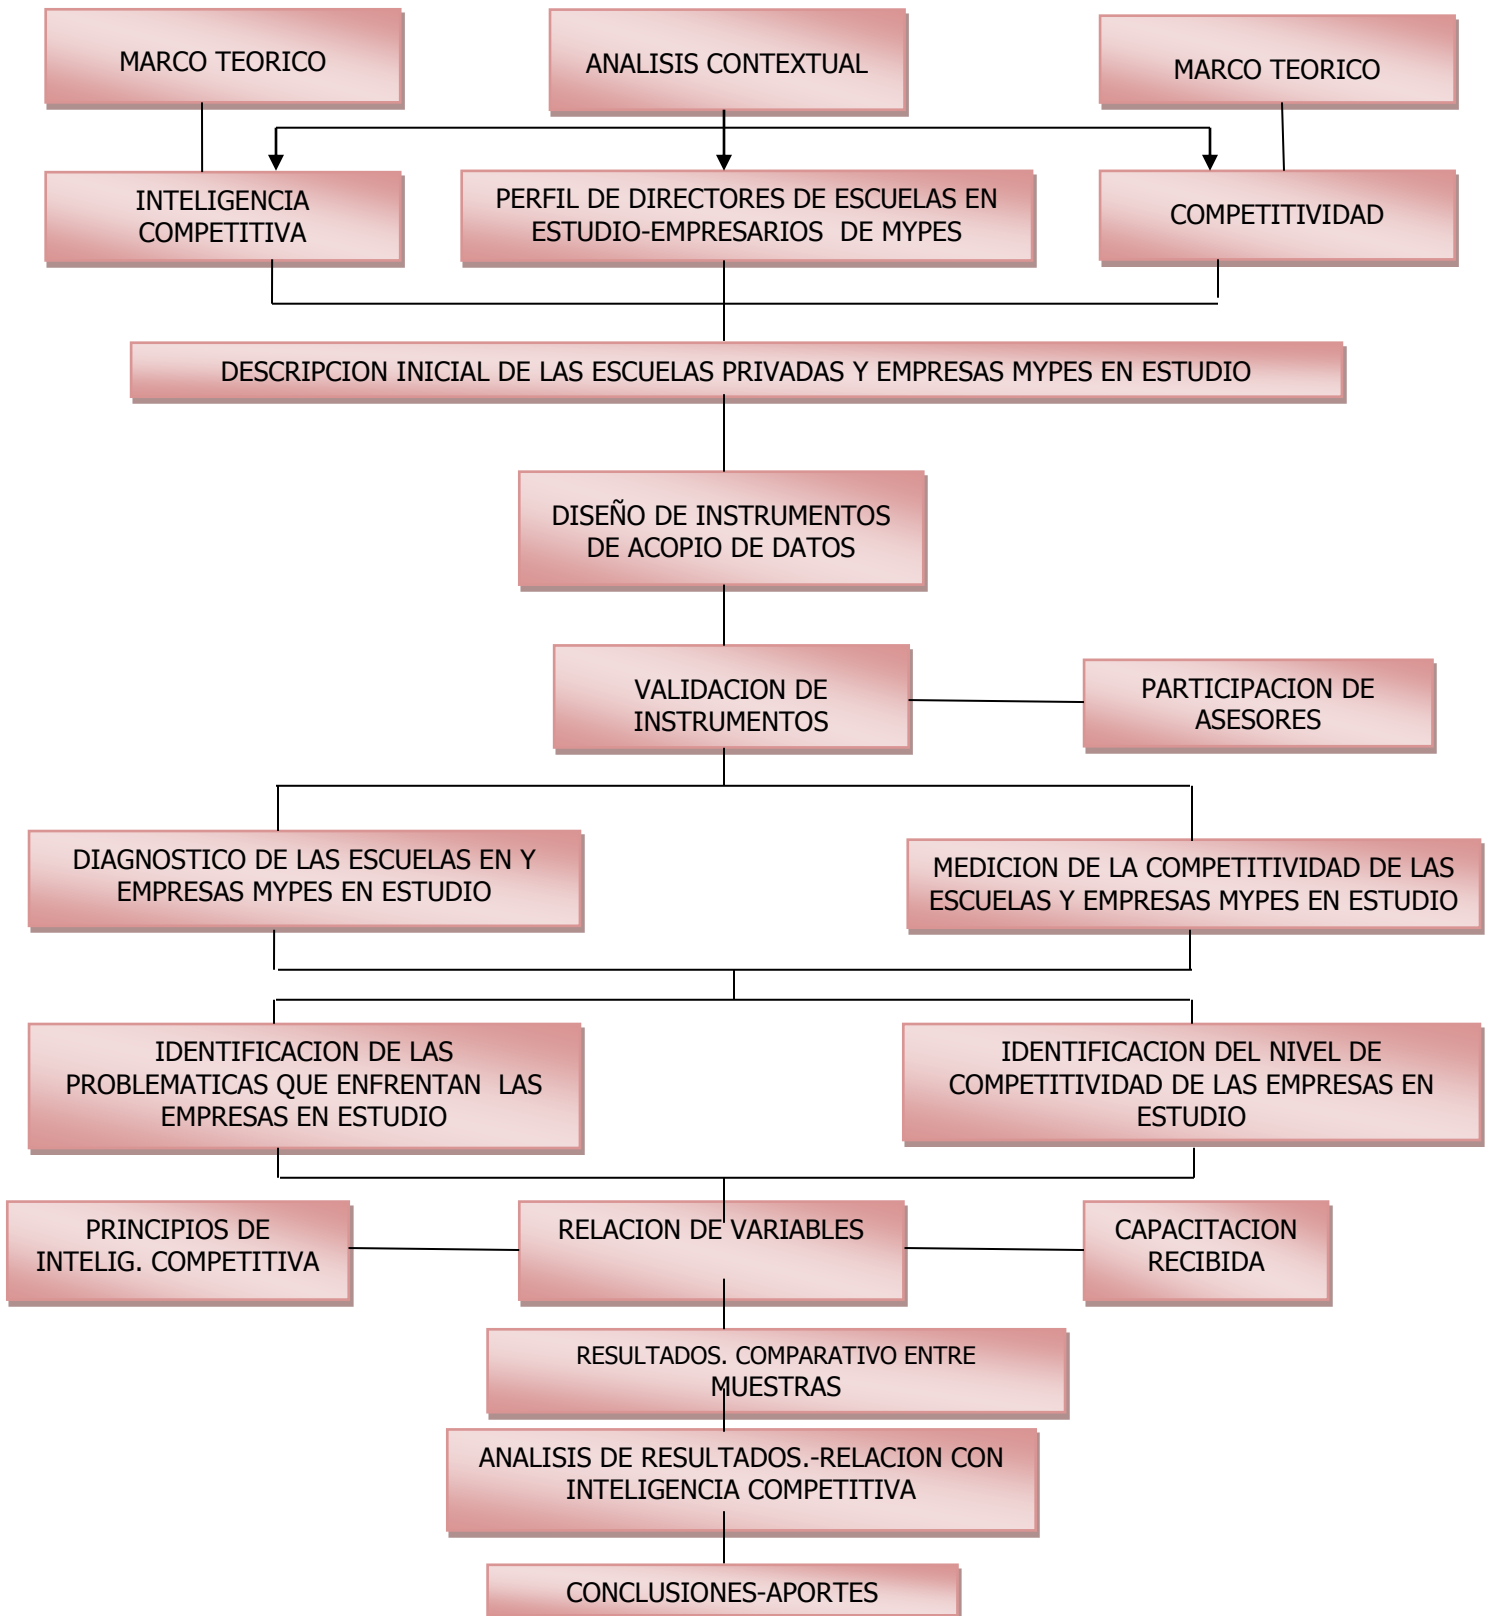 MARCO TEORICO
ANALISIS CONTEXTUAL
MARCO TEORICO
INTELIGENCIA
COMPETITIVA
PERFIL DE DIRECTORES DE ESCUELAS EN
ESTUDIO-EMPRESARIOS DE MYPES
COMPETITIVIDAD
DESCRIPCION INICIAL DE LAS ESCUELAS PRIVADAS Y EMPRESAS MYPES EN ESTUDIO
DISEÑO DE INSTRUMENTOS
DE ACOPIO DE DATOS
VALIDACION DE
INSTRUMENTOS
PARTICIPACION DE
ASESORES
DIAGNOSTICO DE LAS ESCUELAS EN Y
EMPRESAS MYPES EN ESTUDIO
MEDICION DE LA COMPETITIVIDAD DE LAS
ESCUELAS Y EMPRESAS MYPES EN ESTUDIO
IDENTIFICACION DE LAS
PROBLEMATICAS QUE ENFRENTAN LAS
EMPRESAS EN ESTUDIO
IDENTIFICACION DEL NIVEL DE
COMPETITIVIDAD DE LAS EMPRESAS EN
ESTUDIO
PRINCIPIOS DE
INTELIG. COMPETITIVA
RELACION DE VARIABLES
CAPACITACION
RECIBIDA
RESULTADOS. COMPARATIVO ENTRE
MUESTRAS
ANALISIS DE RESULTADOS.-RELACION CON
INTELIGENCIA COMPETITIVA
CONCLUSIONES-APORTES